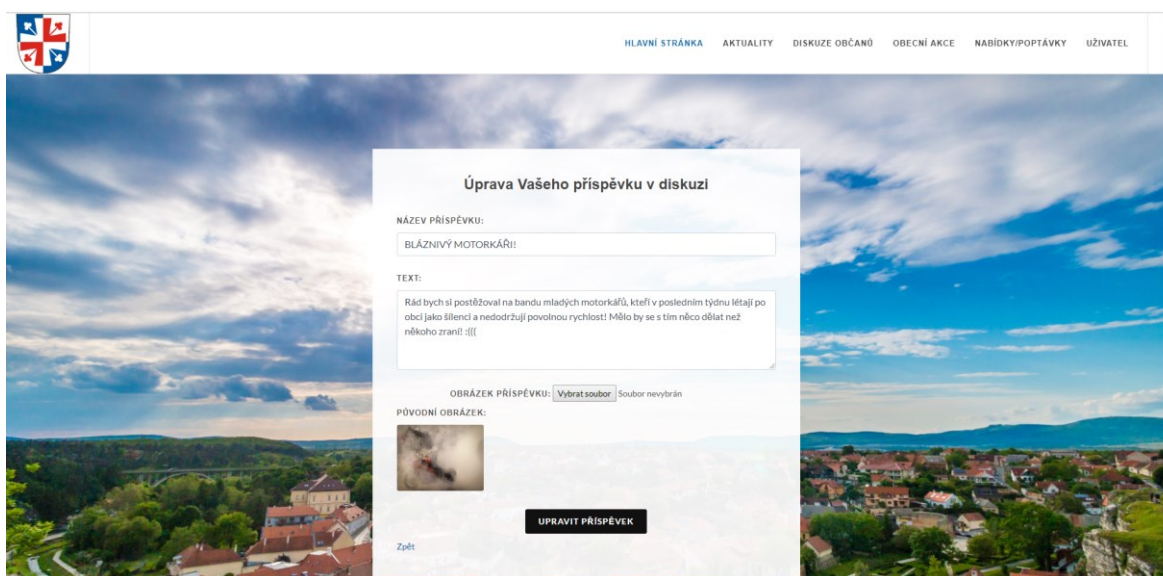 HLAVNÍ STRÁNKA AKTUALITY DISKUZE OBČANŮ OBECNÍ AKCE NABÍDKY/POPTÁVKY UŽIVATEL
Úprava Vašeho příspěvku v diskuzi
NÁZEV PŘÍSPĚVKU:
BLÁZNIVÝ MOTORKÁŘI!
TEXT:
Rád bych si postěžoval na bandu mladých motorkářů, kteří v posledním týdnu létají po
obci jako šílenci a nedodržují povolnou rychlost! Mělo by se s tím něco dělat než
někoho zraní! :(((
OBRÁZEK PŘÍSPĚVKU: Vybrat soubor Soubor nevybrán
PŮVODNÍ OBRÁZEK:
UPRAVIT PŘÍSPĚVEK
Zpět